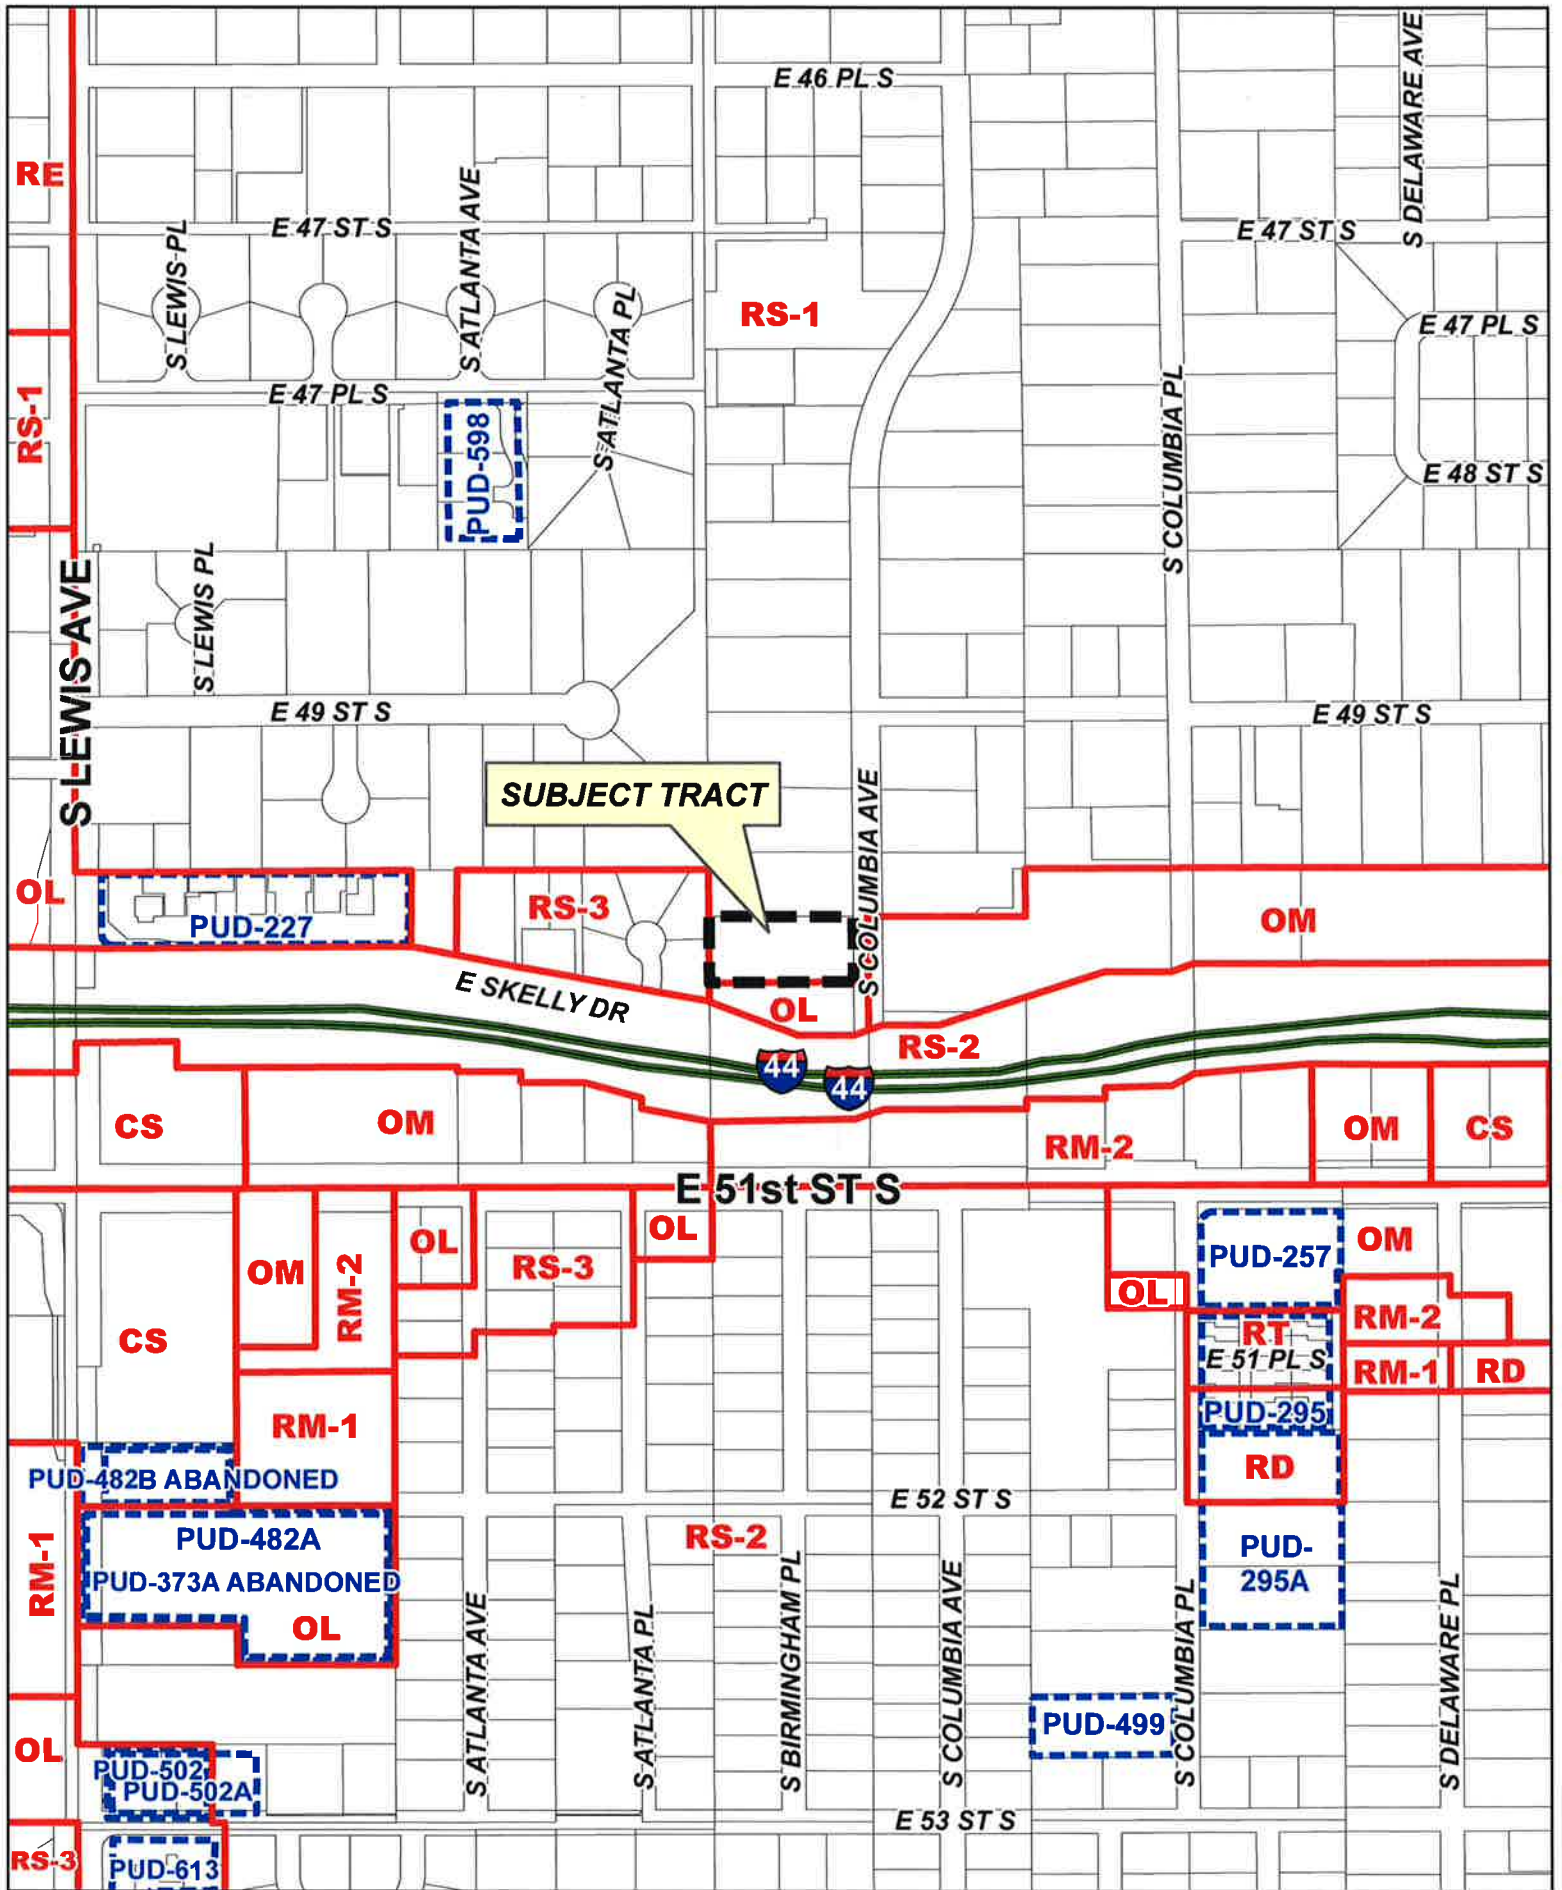 E 46 PL S
S DELAWARE AVE
RE
S LEWIS PL
E 47 ST S
S ATLANTA AVE
E 47 ST S
S ATLANTA PL
RS-1
E 47 PL S
RS-1
E 47 PL S
PUD-598
S COLUMBIA PL
E 48 ST S
S LEWIS AVE
S LEWIS PL
E 49 ST S
E 49 ST S
SUBJECT TRACT
S COLUMBIA AVE
OL
PUD-227
RS-3
OM
E SKELLY DR
OL
RS-2
44
44
CS
OM
RM-2
OM
CS
E 51st ST S
OL
RS-3
OL
OM
RM-2
CS
PUD-257
OM
OL
RM-2
RT
E 51 PL S
RM-1
RD
PUD-295
RM-1
RD
PUD-482B ABANDONED
E 52 ST S
PUD-482A
PUD-373A ABANDONED
OL
RM-1
RS-2
PUD-
295A
S ATLANTA AVE
S ATLANTA PL
S BIRMINGHAM PL
S COLUMBIA AVE
S COLUMBIA PL
S DELAWARE PL
PUD-499
OL
PUD-502
PUD-502A
E 53 ST S
RS-3
PUD-613